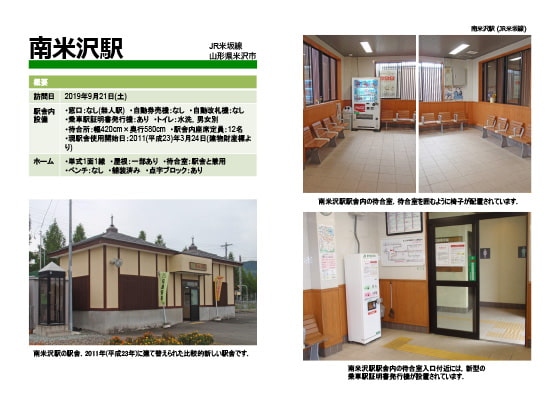 南米沢駅
JR米坂線
山形県米沢市
概要
訪問日 2019年9月21日(土)
駅舎内設備
・窓口：なし(無人駅) ・自動券売機：なし ・自動改札機：なし
・乗車駅証明書発行機：あり ・トイレ：水洗、男女別
・待合所：幅420cm×奥行580cm ・駅舎内座席定員：12名
・現駅舎使用開始日：2011(平成23)年3月24日(建物財産標より)
ホーム
・単式1面1線 ・屋根：一部あり ・待合室：駅舎と兼用
・ベンチ：なし ・舗装済み ・点字ブロック：あり
南米沢駅の駅舎．2011年(平成23年)に建て替えられた比較的新しい駅舎です．
南米沢駅 (JR米坂線)
南米沢駅駅舎内の待合室．待合室を囲むように椅子が配置されています．
南米沢駅駅舎内の待合室入口付近には，新型の
乗車駅証明書発行機が設置されています．